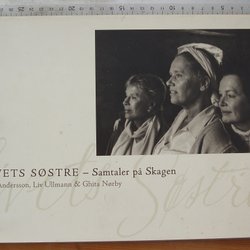 VETS SØSTRE – Samtaler på Skagen
Andersson, Liv Ullmann & Ghita Nørby